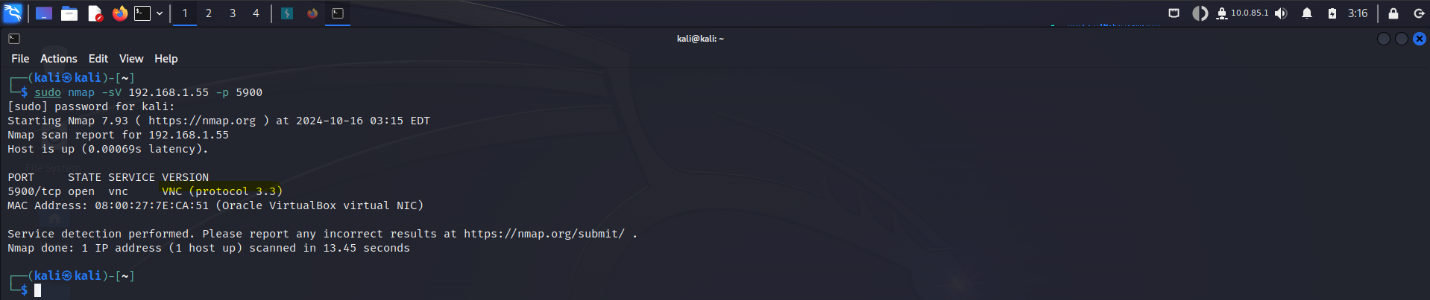 1 2 3 4 10.0.85.1 3:16
kali@kali: ~
File Actions Edit View Help
┌──(kali㉿kali)-[~]
└─$ sudo nmap -sV 192.168.1.55 -p 5900
[sudo] password for kali:
Starting Nmap 7.93 ( https://nmap.org ) at 2024-10-16 03:15 EDT
Nmap scan report for 192.168.1.55
Host is up (0.00069s latency).
PORT     STATE SERVICE VERSION
5900/tcp open  vnc     VNC (protocol 3.3)
MAC Address: 08:00:27:7E:CA:51 (Oracle VirtualBox virtual NIC)
Service detection performed. Please report any incorrect results at https://nmap.org/submit/ .
Nmap done: 1 IP address (1 host up) scanned in 13.45 seconds
┌──(kali㉿kali)-[~]
└─$